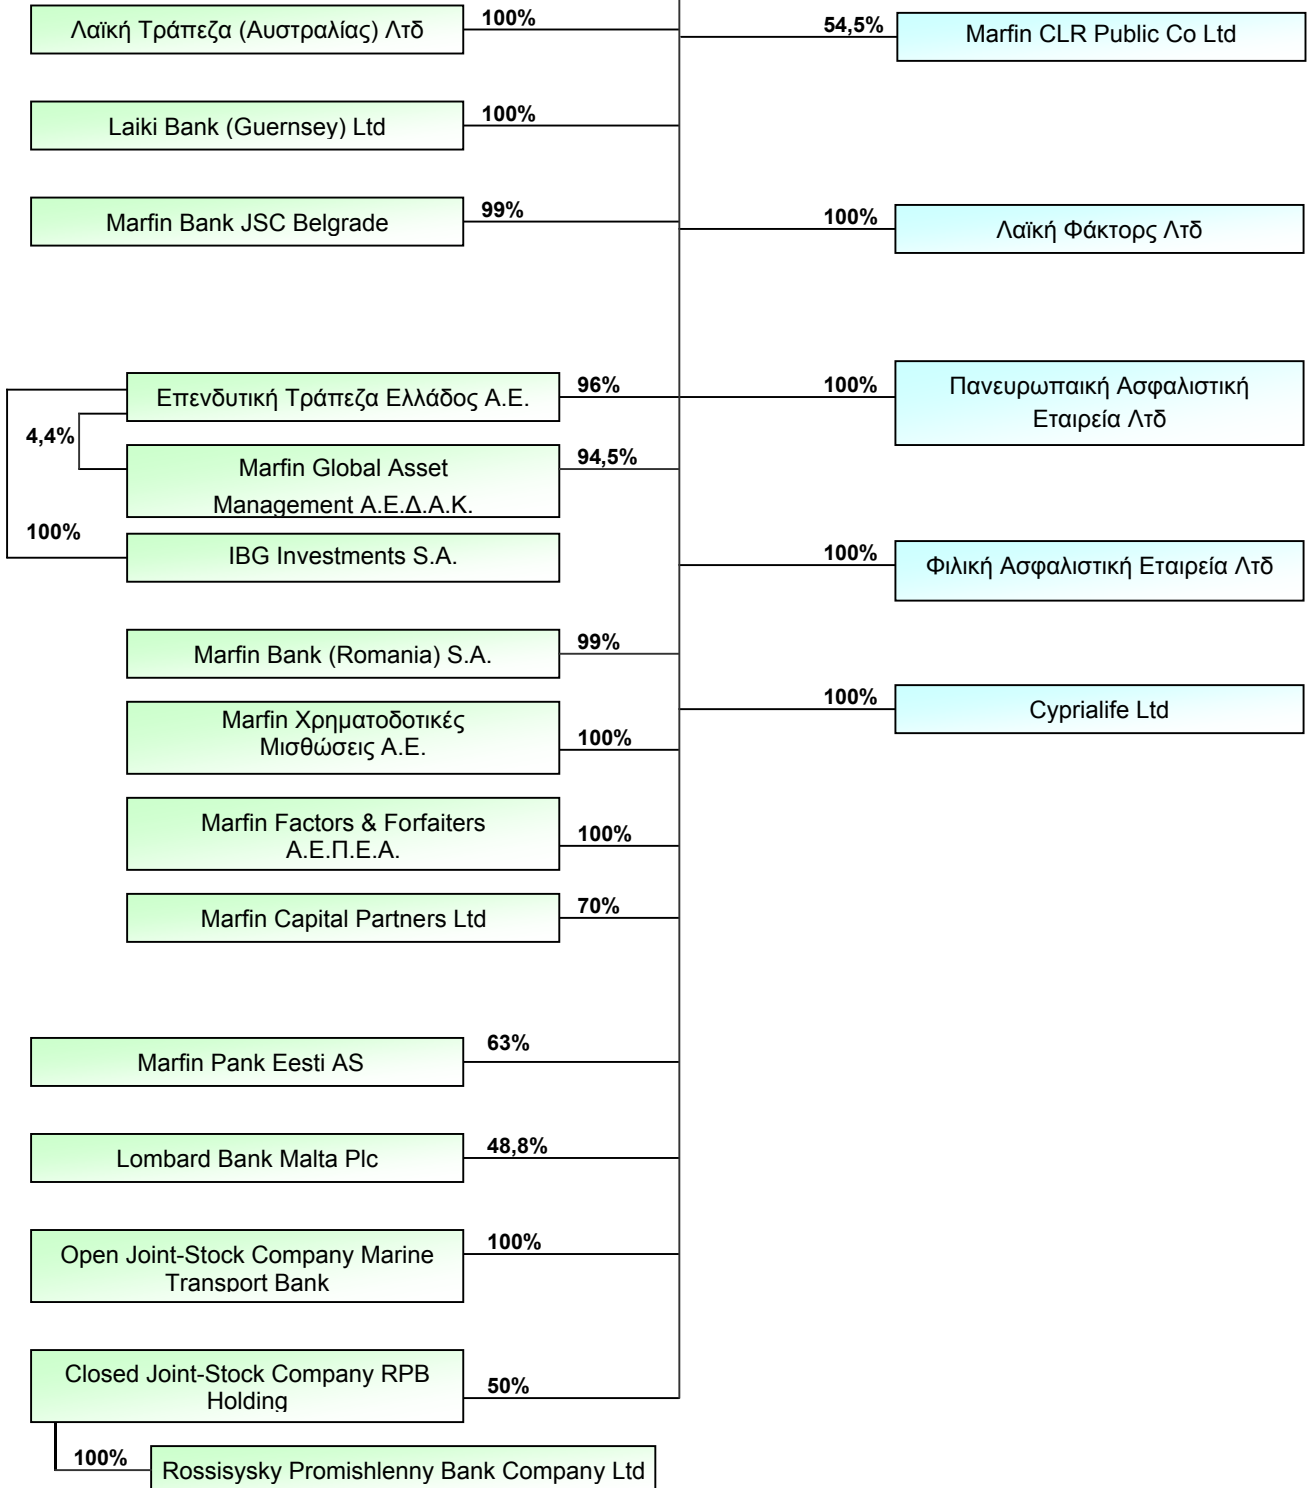 Λαϊκή Τράπεζα (Αυστραλίας) Λτδ
100%
54,5%
Marfin CLR Public Co Ltd
Laiki Bank (Guernsey) Ltd
100%
Marfin Bank JSC Belgrade
99%
100%
Λαϊκή Φάκτορς Λτδ
Επενδυτική Τράπεζα Ελλάδος Α.Ε.
96%
100%
Πανευρωπαική Ασφαλιστική
Εταιρεία Λτδ
4,4%
Marfin Global Asset
Management Α.Ε.Δ.Α.Κ.
94,5%
100%
IBG Investments S.A.
100%
Φιλική Ασφαλιστική Εταιρεία Λτδ
Marfin Bank (Romania) S.A.
99%
100%
Cyprialife Ltd
Marfin Χρηματοδοτικές
Μισθώσεις Α.Ε.
100%
Marfin Factors & Forfaiters
Α.Ε.Π.Ε.Α.
100%
Marfin Capital Partners Ltd
70%
Marfin Pank Eesti AS
63%
Lombard Bank Malta Plc
48,8%
Open Joint-Stock Company Marine
Transport Bank
100%
Closed Joint-Stock Company RPB
Holding
50%
100%
Rossisysky Promishlenny Bank Company Ltd